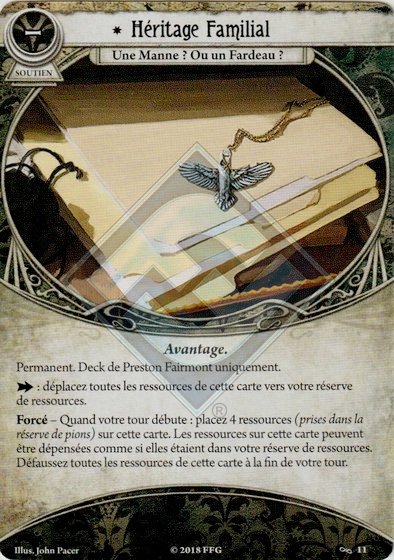 Héritage Familial
SOUTIEN
Une Manne ? Ou un Fardeau ?
Avantage.
Permanent. Deck de Preston Fairmont uniquement.
: déplacez toutes les ressources de cette carte vers votre réserve
de ressources.
Forcé – Quand votre tour débute : placez 4 ressources (prises dans la
réserve de pions) sur cette carte. Les ressources sur cette carte peuvent
être dépensées comme si elles étaient dans votre réserve de ressources.
Défaussez toutes les ressources de cette carte à la fin de votre tour.
®
Illus. John Pacer © 2018 FFG 11